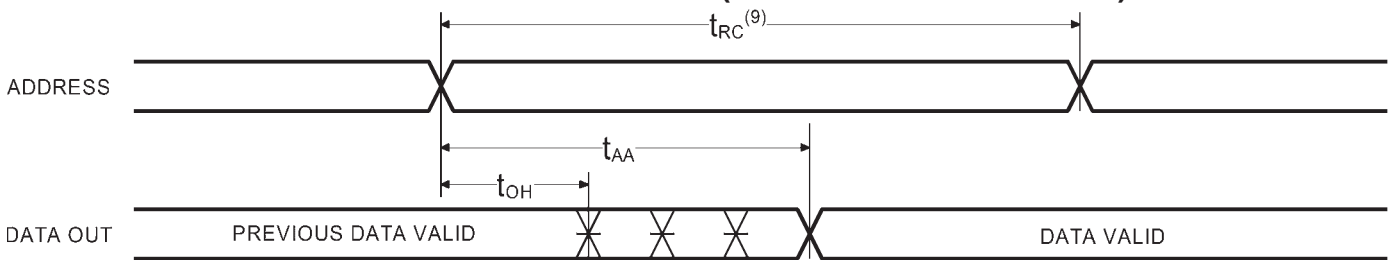 tRC(9)
ADDRESS
tAA
tOH
DATA OUT
PREVIOUS DATA VALID
DATA VALID